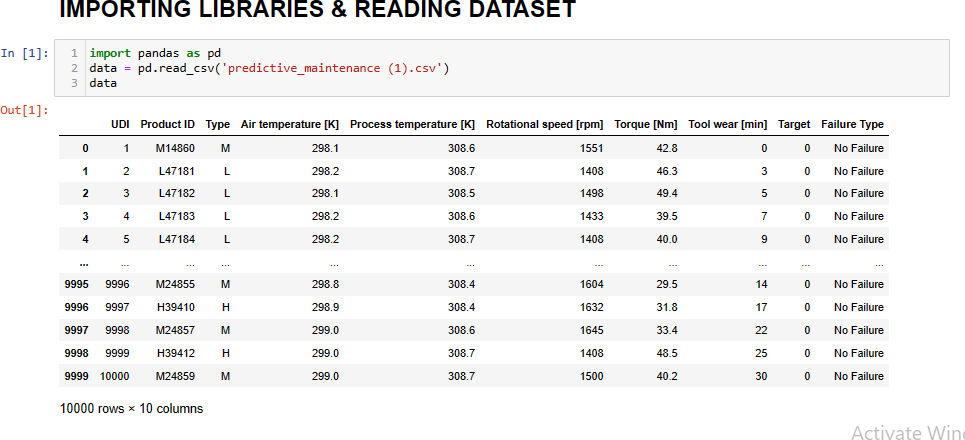 IMPORTING LIBRARIES & READING DATASET
In [1]:
1 import pandas as pd
2 data = pd.read_csv('predictive_maintenance (1).csv')
3 data
Out[1]:
UDI Product ID Type Air temperature [K] Process temperature [K] Rotational speed [rpm] Torque [Nm] Tool wear [min] Target Failure Type
0 1 M14860 M 298.1 308.6 1551 42.8 0 0 No Failure
1 2 L47181 L 298.2 308.7 1408 46.3 3 0 No Failure
2 3 L47182 L 298.1 308.5 1498 49.4 5 0 No Failure
3 4 L47183 L 298.2 308.6 1433 39.5 7 0 No Failure
4 5 L47184 L 298.2 308.7 1408 40.0 9 0 No Failure
... ... ... ... ... ... ... ... ... ... ...
9995 9996 M24855 M 298.8 308.4 1604 29.5 14 0 No Failure
9996 9997 H39410 H 298.9 308.4 1632 31.8 17 0 No Failure
9997 9998 M24857 M 299.0 308.6 1645 33.4 22 0 No Failure
9998 9999 H39412 H 299.0 308.7 1408 48.5 25 0 No Failure
9999 10000 M24859 M 299.0 308.7 1500 40.2 30 0 No Failure
10000 rows × 10 columns
Activate Win